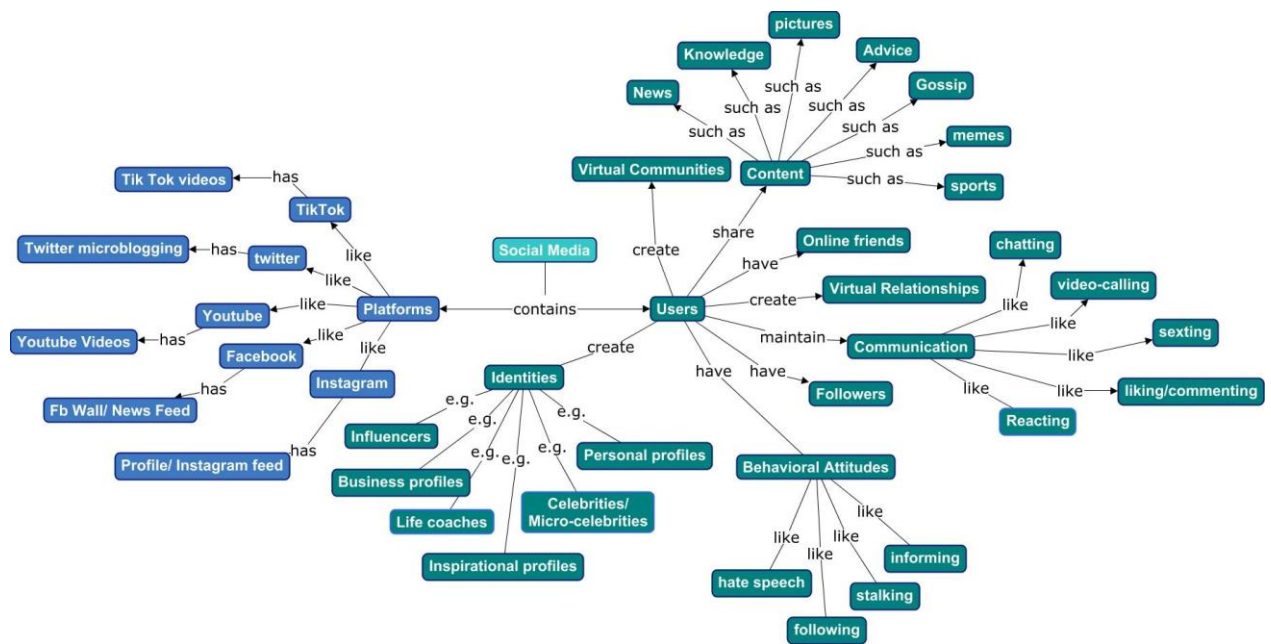 pictures
Knowledge
Advice
News
Gossip
such as
such as
such as
such as
such as
memes
such as
Virtual Communities
Content
such as
sports
Tik Tok videos
has
TikTok
share
Online friends
chatting
Twitter microblogging
has
twitter
like
Social Media
create
have
video-calling
like
create
Virtual Relationships
like
like
Youtube
like
Platforms
contains
Users
maintain
Communication
like
sexting
Youtube Videos
has
like
Facebook
like
create
have
have
like
liking/commenting
has
Instagram
Identities
Followers
like
Reacting
Fb Wall/ News Feed
has
Influencers
e.g.
e.g.
e.g.
e.g.
e.g.
e.g.
Personal profiles
Profile/ Instagram feed
Business profiles
Behavioral Attitudes
Life coaches
Celebrities/
Micro-celebrities
like
like
like
like
informing
Inspirational profiles
hate speech
stalking
following